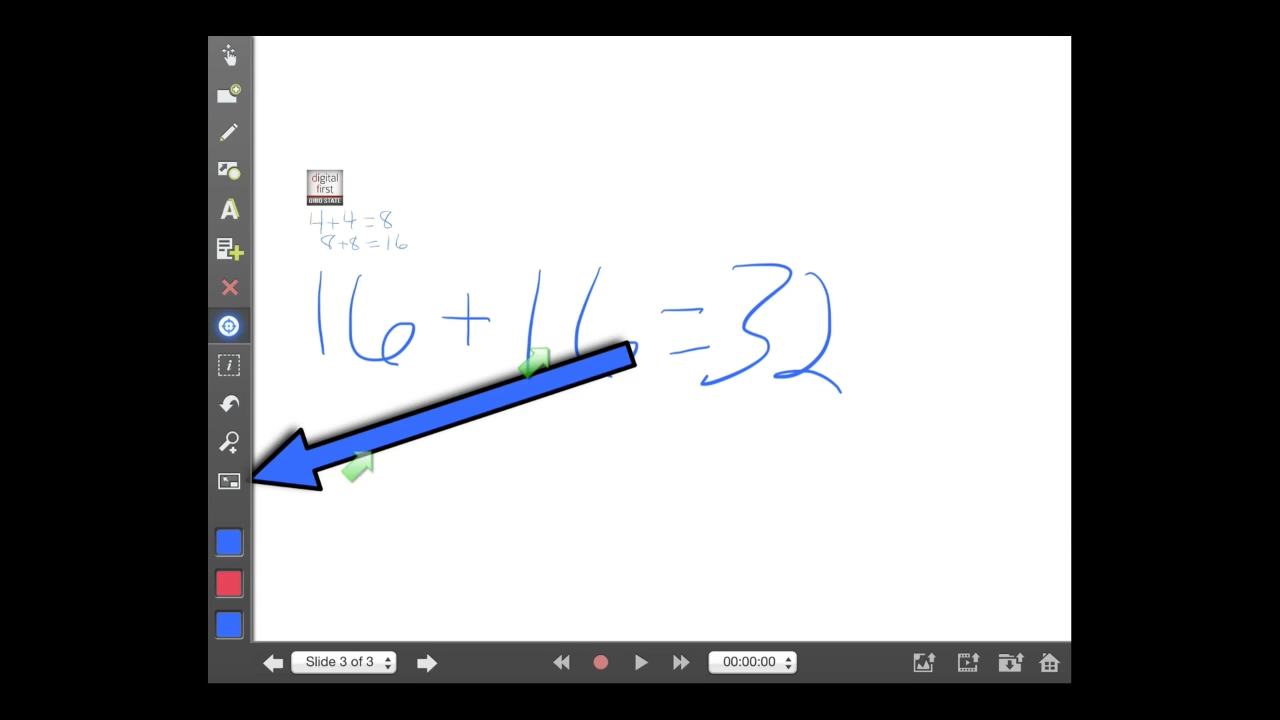 digital
first
OHIO STATE
4+4=8
8+8=16
16+16=32
A
i
Slide 3 of 3
00:00:00